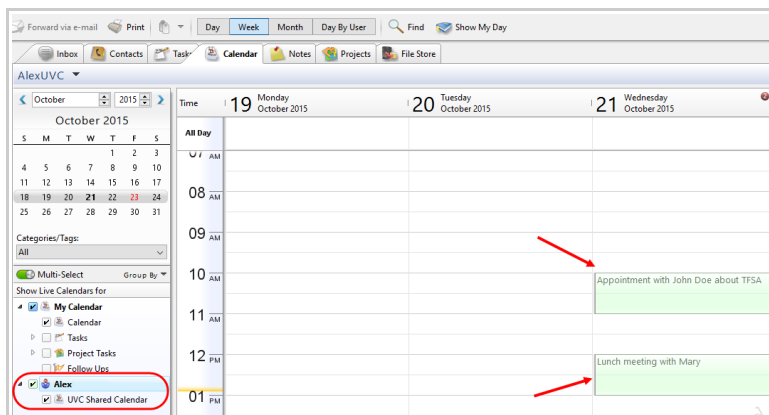 Forward via e-mail Print Day Week Month Day By User Find Show My Day
Inbox Contacts Task Calendar Notes Projects File Store
AlexUVC
October 2015
October 2015
S M T W T F S
1 2 3
4 5 6 7 8 9 10
11 12 13 14 15 16 17
18 19 20 21 22 23 24
25 26 27 28 29 30 31
Categories/Tags:
All
Multi-Select Group By
Show Live Calendars for
My Calendar
Calendar
Tasks
Project Tasks
Follow Ups
Alex
UVC Shared Calendar
Time 19 Monday October 2015 20 Tuesday October 2015 21 Wednesday October 2015
All Day
07 AM
08 AM
09 AM
10 AM
Appointment with John Doe about TFSA
11 AM
12 PM
Lunch meeting with Mary
01 PM